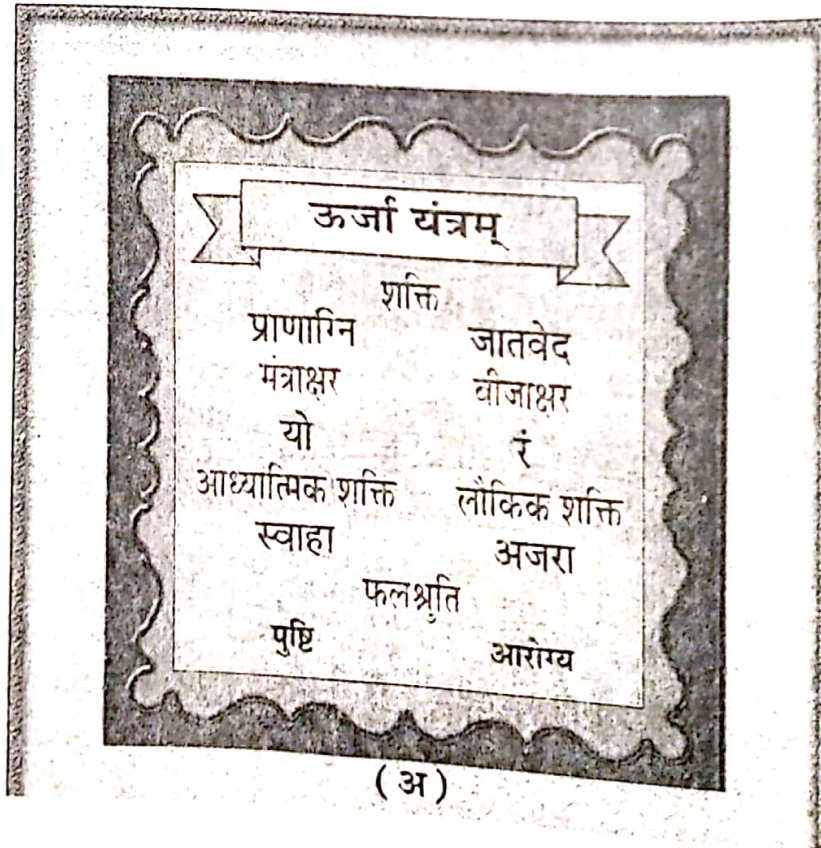 ऊर्जा यंत्रम्
शक्ति
प्राणाग्नि जातवेद
मंत्राक्षर बीजाक्षर
यो रं
आध्यात्मिक शक्ति लौकिक शक्ति
स्वाहा अजरा
फलश्रुति
पुष्टि आरोग्य
(अ)